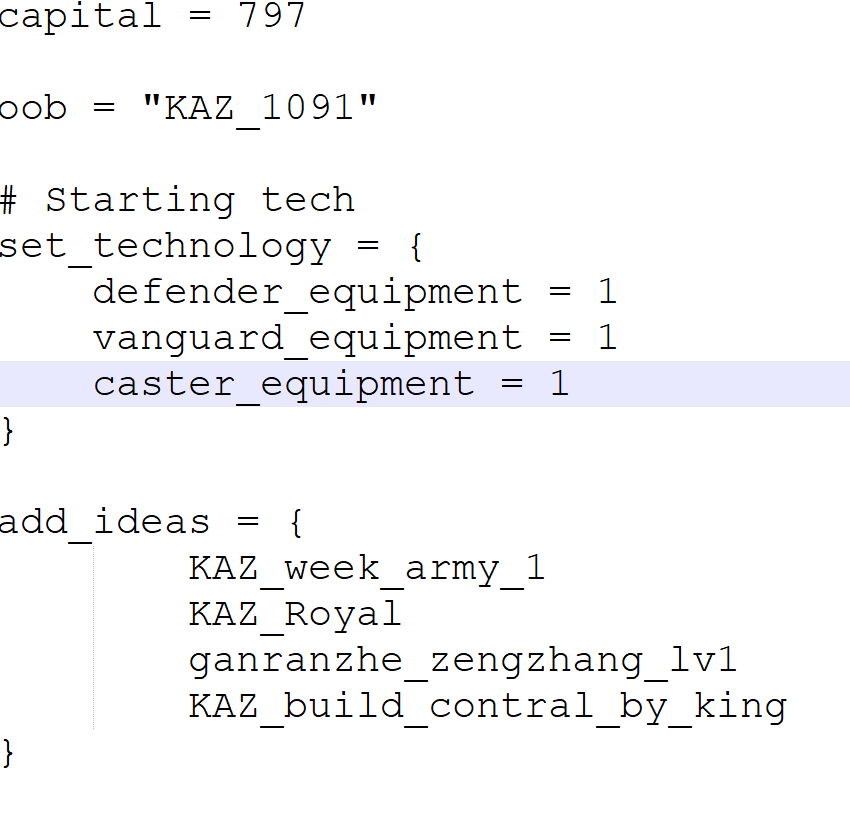 capital = 797
oob = "KAZ_1091"
# Starting tech
set_technology = {
defender_equipment = 1
vanguard_equipment = 1
caster_equipment = 1
}
add_ideas = {
KAZ_week_army_1
KAZ_Royal
ganranzhe_zengzhang_lv1
KAZ_build_contral_by_king
}